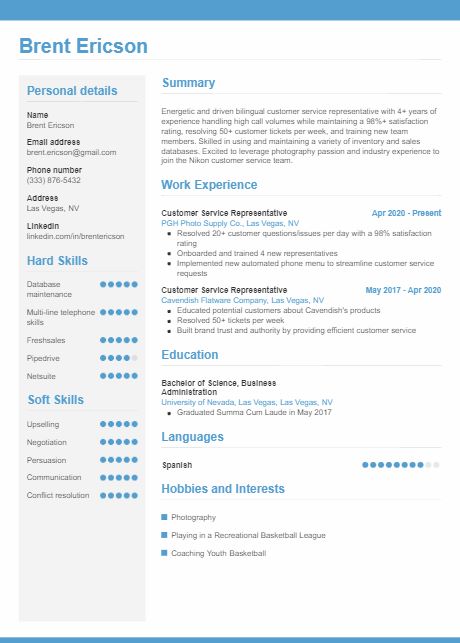 Brent Ericson
Personal details
Name
Brent Ericson
Email address
brent.ericson@gmail.com
Phone number
(333) 876-5432
Address
Las Vegas, NV
LinkedIn
linkedin.com/in/brentericson
Hard Skills
Database
maintenance
Multi-line telephone
skills
Freshsales
Pipedrive
Netsuite
Soft Skills
Upselling
Negotiation
Persuasion
Communication
Conflict resolution
Summary
Energetic and driven bilingual customer service representative with 4+ years of
experience handling high call volumes while maintaining a 98%+ satisfaction
rating, resolving 50+ customer tickets per week, and training new team
members. Skilled in using and maintaining a variety of inventory and sales
databases. Excited to leverage photography passion and industry experience to
join the Nikon customer service team.
Work Experience
Customer Service Representative Apr 2020 - Present
PGH Photo Supply Co., Las Vegas, NV
Resolved 20+ customer questions/issues per day with a 98% satisfaction
rating
Onboarded and trained 4 new representatives
Implemented new automated phone menu to streamline customer service
requests
Customer Service Representative May 2017 - Apr 2020
Cavendish Flatware Company, Las Vegas, NV
Educated potential customers about Cavendish's products
Resolved 50+ tickets per week
Built brand trust and authority by providing efficient customer service
Education
Bachelor of Science, Business
Administration
University of Nevada, Las Vegas, Las Vegas, NV
Graduated Summa Cum Laude in May 2017
Languages
Spanish
Hobbies and Interests
Photography
Playing in a Recreational Basketball League
Coaching Youth Basketball